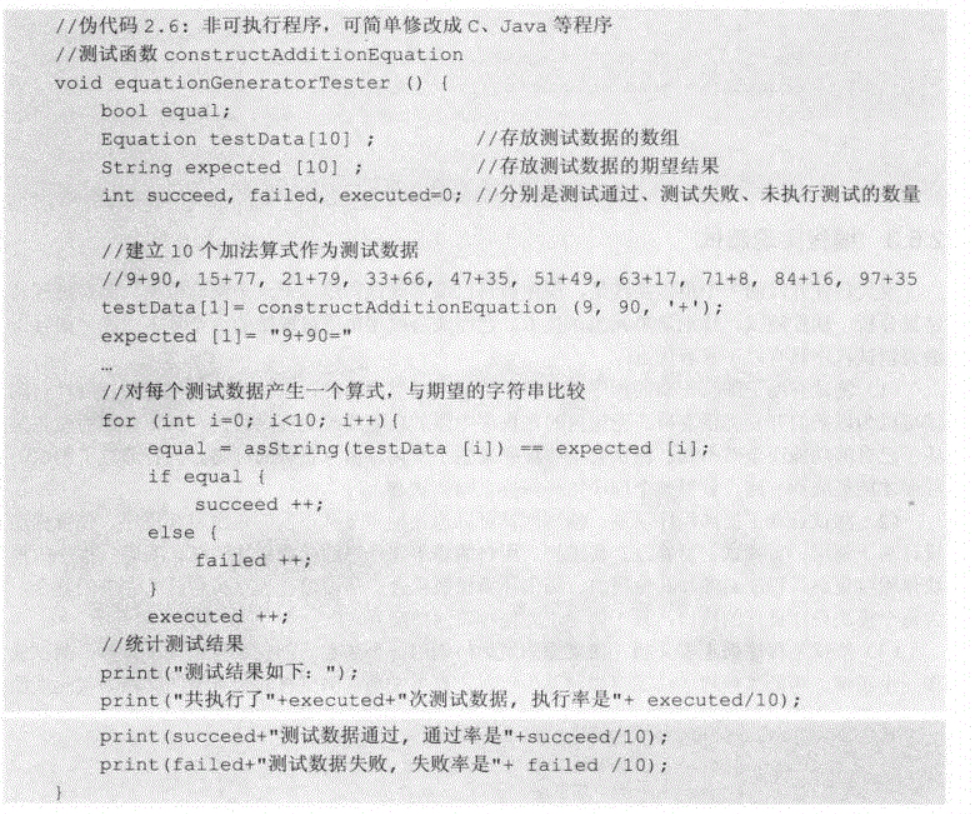 //伪代码 2.6：非可执行程序，可简单修改成 C、Java 等程序
//测试函数 constructAdditionEquation
void equationGeneratorTester () {
    bool equal;
    Equation testData[10] ;          //存放测试数据的数组
    String expected [10] ;           //存放测试数据的期望结果
    int succeed, failed, executed=0; //分别是测试通过、测试失败、未执行测试的数量
    //建立 10 个加法算式作为测试数据
    //9+90, 15+77, 21+79, 33+66, 47+35, 51+49, 63+17, 71+8, 84+16, 97+35
    testData[1]= constructAdditionEquation (9, 90, '+');
    expected [1]= "9+90="
    …
    //对每个测试数据产生一个算式，与期望的字符串比较
    for (int i=0; i<10; i++){
        equal = asString(testData [i]) == expected [i];
        if equal {
            succeed ++;
        else {
            failed ++;
        }
        executed ++;
    //统计测试结果
    print("测试结果如下：");
    print("共执行了"+executed+"次测试数据，执行率是"+ executed/10);
    print(succeed+"测试数据通过，通过率是"+succeed/10);
    print(failed+"测试数据失败，失败率是"+ failed /10);
}